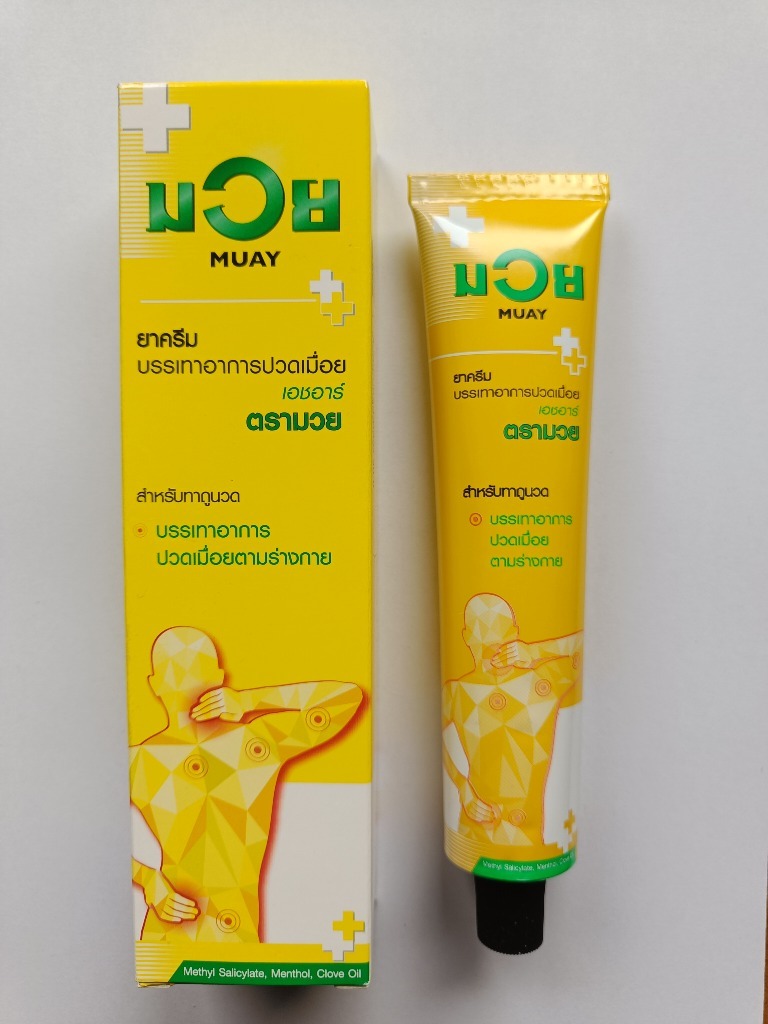 มวย
MUAY
ยาครีม
บรรเทาอาการปวดเมื่อย
เอชอาร์
ตรามวย
สำหรับทาถูนวด
บรรเทาอาการ
ปวดเมื่อยตามร่างกาย
Methyl Salicylate, Menthol, Clove Oil
มวย
MUAY
ยาครีม
บรรเทาอาการปวดเมื่อย
เอชอาร์
ตรามวย
สำหรับทาถูนวด
บรรเทาอาการ
ปวดเมื่อย
ตามร่างกาย
Methyl Salicylate, Menthol, Clove